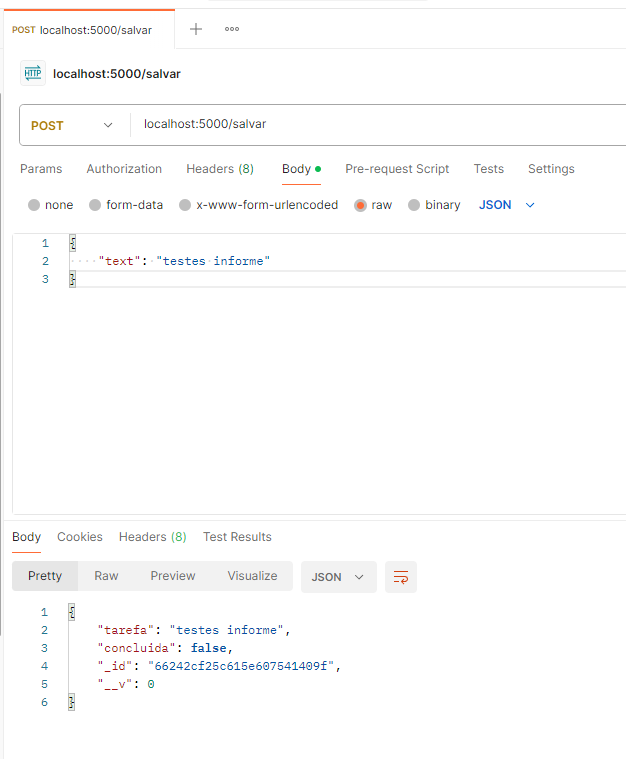 POST localhost:5000/salvar
HTTP localhost:5000/salvar
POST localhost:5000/salvar
Params Authorization Headers (8) Body Pre-request Script Tests Settings
none form-data x-www-form-urlencoded raw binary JSON
1 {
2 "text": "testes informe"
3 }
Body Cookies Headers (8) Test Results
Pretty Raw Preview Visualize JSON
1 {
2 "tarefa": "testes informe",
3 "concluida": false,
4 "_id": "66242cf25c615e607541409f",
5 "__v": 0
6 }